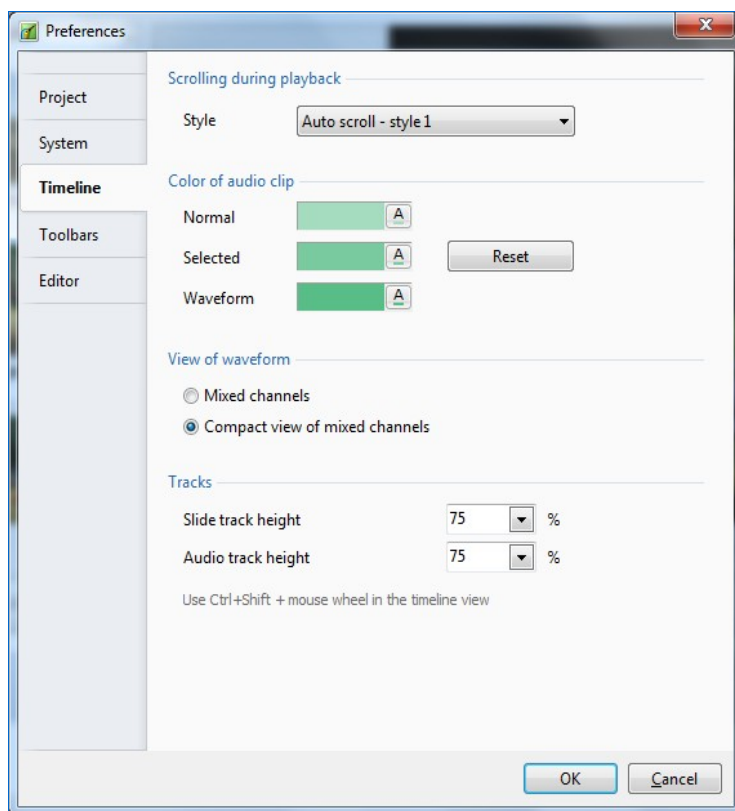 Preferences
Project
System
Timeline
Toolbars
Editor
Scrolling during playback
Style Auto scroll - style 1
Color of audio clip
Normal A
Selected A Reset
Waveform A
View of waveform
Mixed channels
Compact view of mixed channels
Tracks
Slide track height 75 %
Audio track height 75 %
Use Ctrl+Shift + mouse wheel in the timeline view
OK Cancel